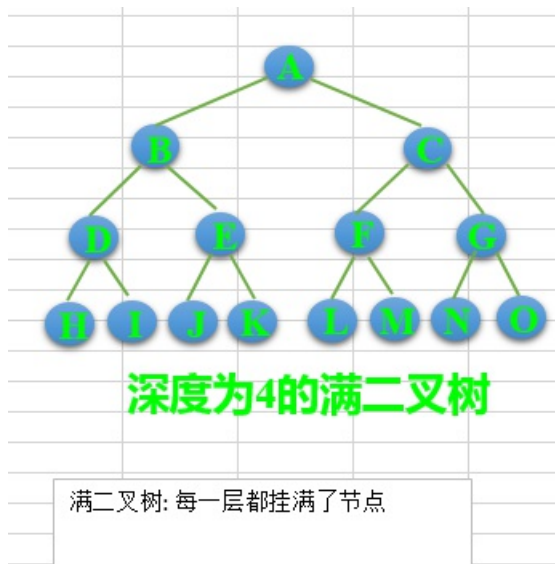 A
B C
D E F G
H I J K L M N O
深度为4的满二叉树
满二叉树: 每一层都挂满了节点